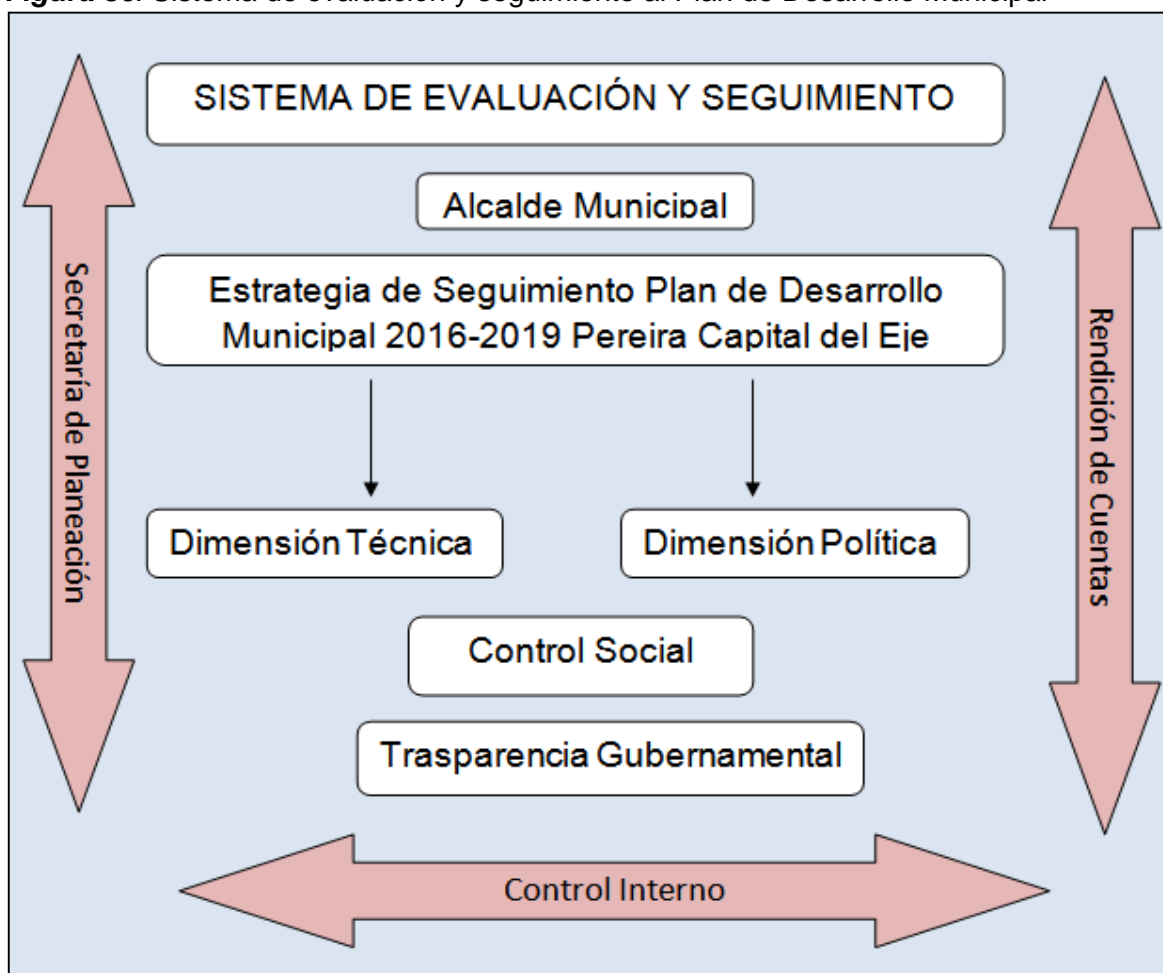 SISTEMA DE EVALUACIÓN Y SEGUIMIENTO
Alcalde Municipal
Estrategia de Seguimiento Plan de Desarrollo
Municipal 2016-2019 Pereira Capital del Eje
Secretaría de Planeación
Rendición de Cuentas
Dimensión Técnica
Dimensión Política
Control Social
Trasparencia Gubernamental
Control Interno